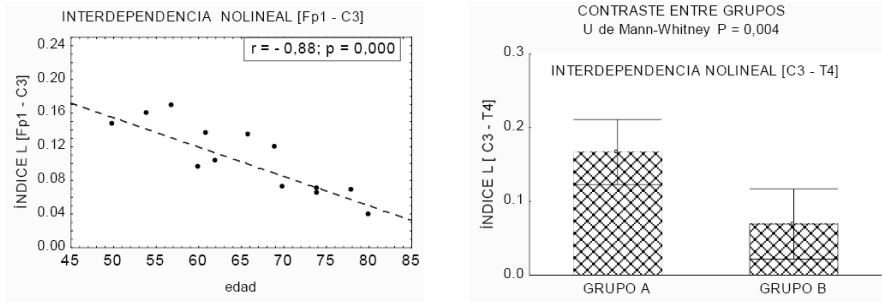 INTERDEPENDENCIA NOLINEAL [Fp1 - C3]
r = - 0,88; p = 0,000
ÍNDICE L [Fp1 - C3]
0.24
0.20
0.16
0.12
0.08
0.04
0.00
45 50 55 60 65 70 75 80 85
edad
CONTRASTE ENTRE GRUPOS
U de Mann-Whitney P = 0,004
INTERDEPENDENCIA NOLINEAL [C3 - T4]
ÍNDICE L [ C3 - T4]
0.3
0.2
0.1
0.0
GRUPO A GRUPO B